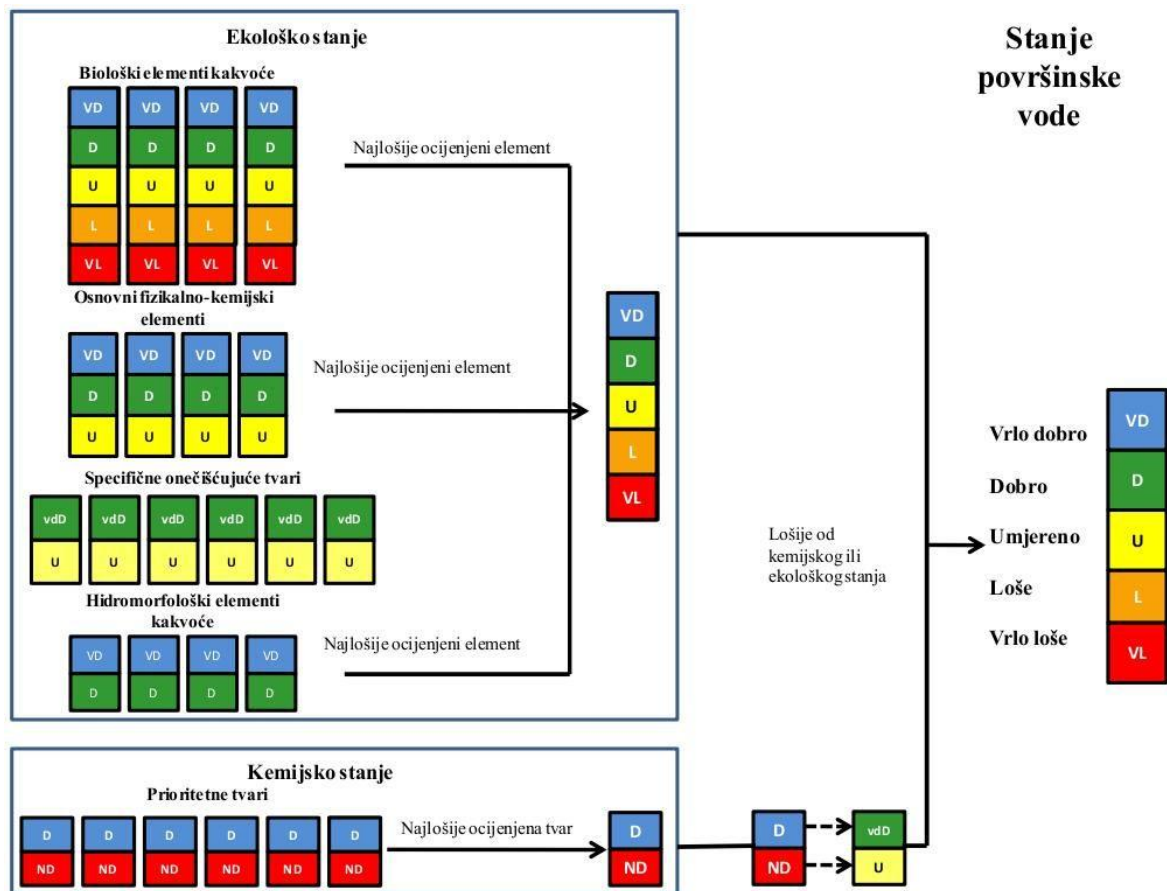 Ekološko stanje
Biološki elementi kakvoće
VD VD VD VD
D D D D
U U U U
L L L L
VL VL VL VL
Najlošije ocijenjeni element
Osnovni fizikalno-kemijski
elementi
VD VD VD VD
D D D D
U U U U
Najlošije ocijenjeni element
Specifične onečišćujuće tvari
vdD vdD vdD vdD vdD vdD
U U U U U U
Hidromorfološki elementi
kakvoće
VD VD VD VD
D D D D
Najlošije ocijenjeni element
VD
D
U
L
VL
Kemijsko stanje
Prioritetne tvari
D D D D D D
ND ND ND ND ND ND
Najlošije ocijenjena tvar
D
ND
D
ND
vdD
U
Lošije od
kemijskog ili
ekološkog stanja
Stanje
površinske
vode
Vrlo dobro VD
Dobro D
Umjereno U
Loše L
Vrlo loše VL